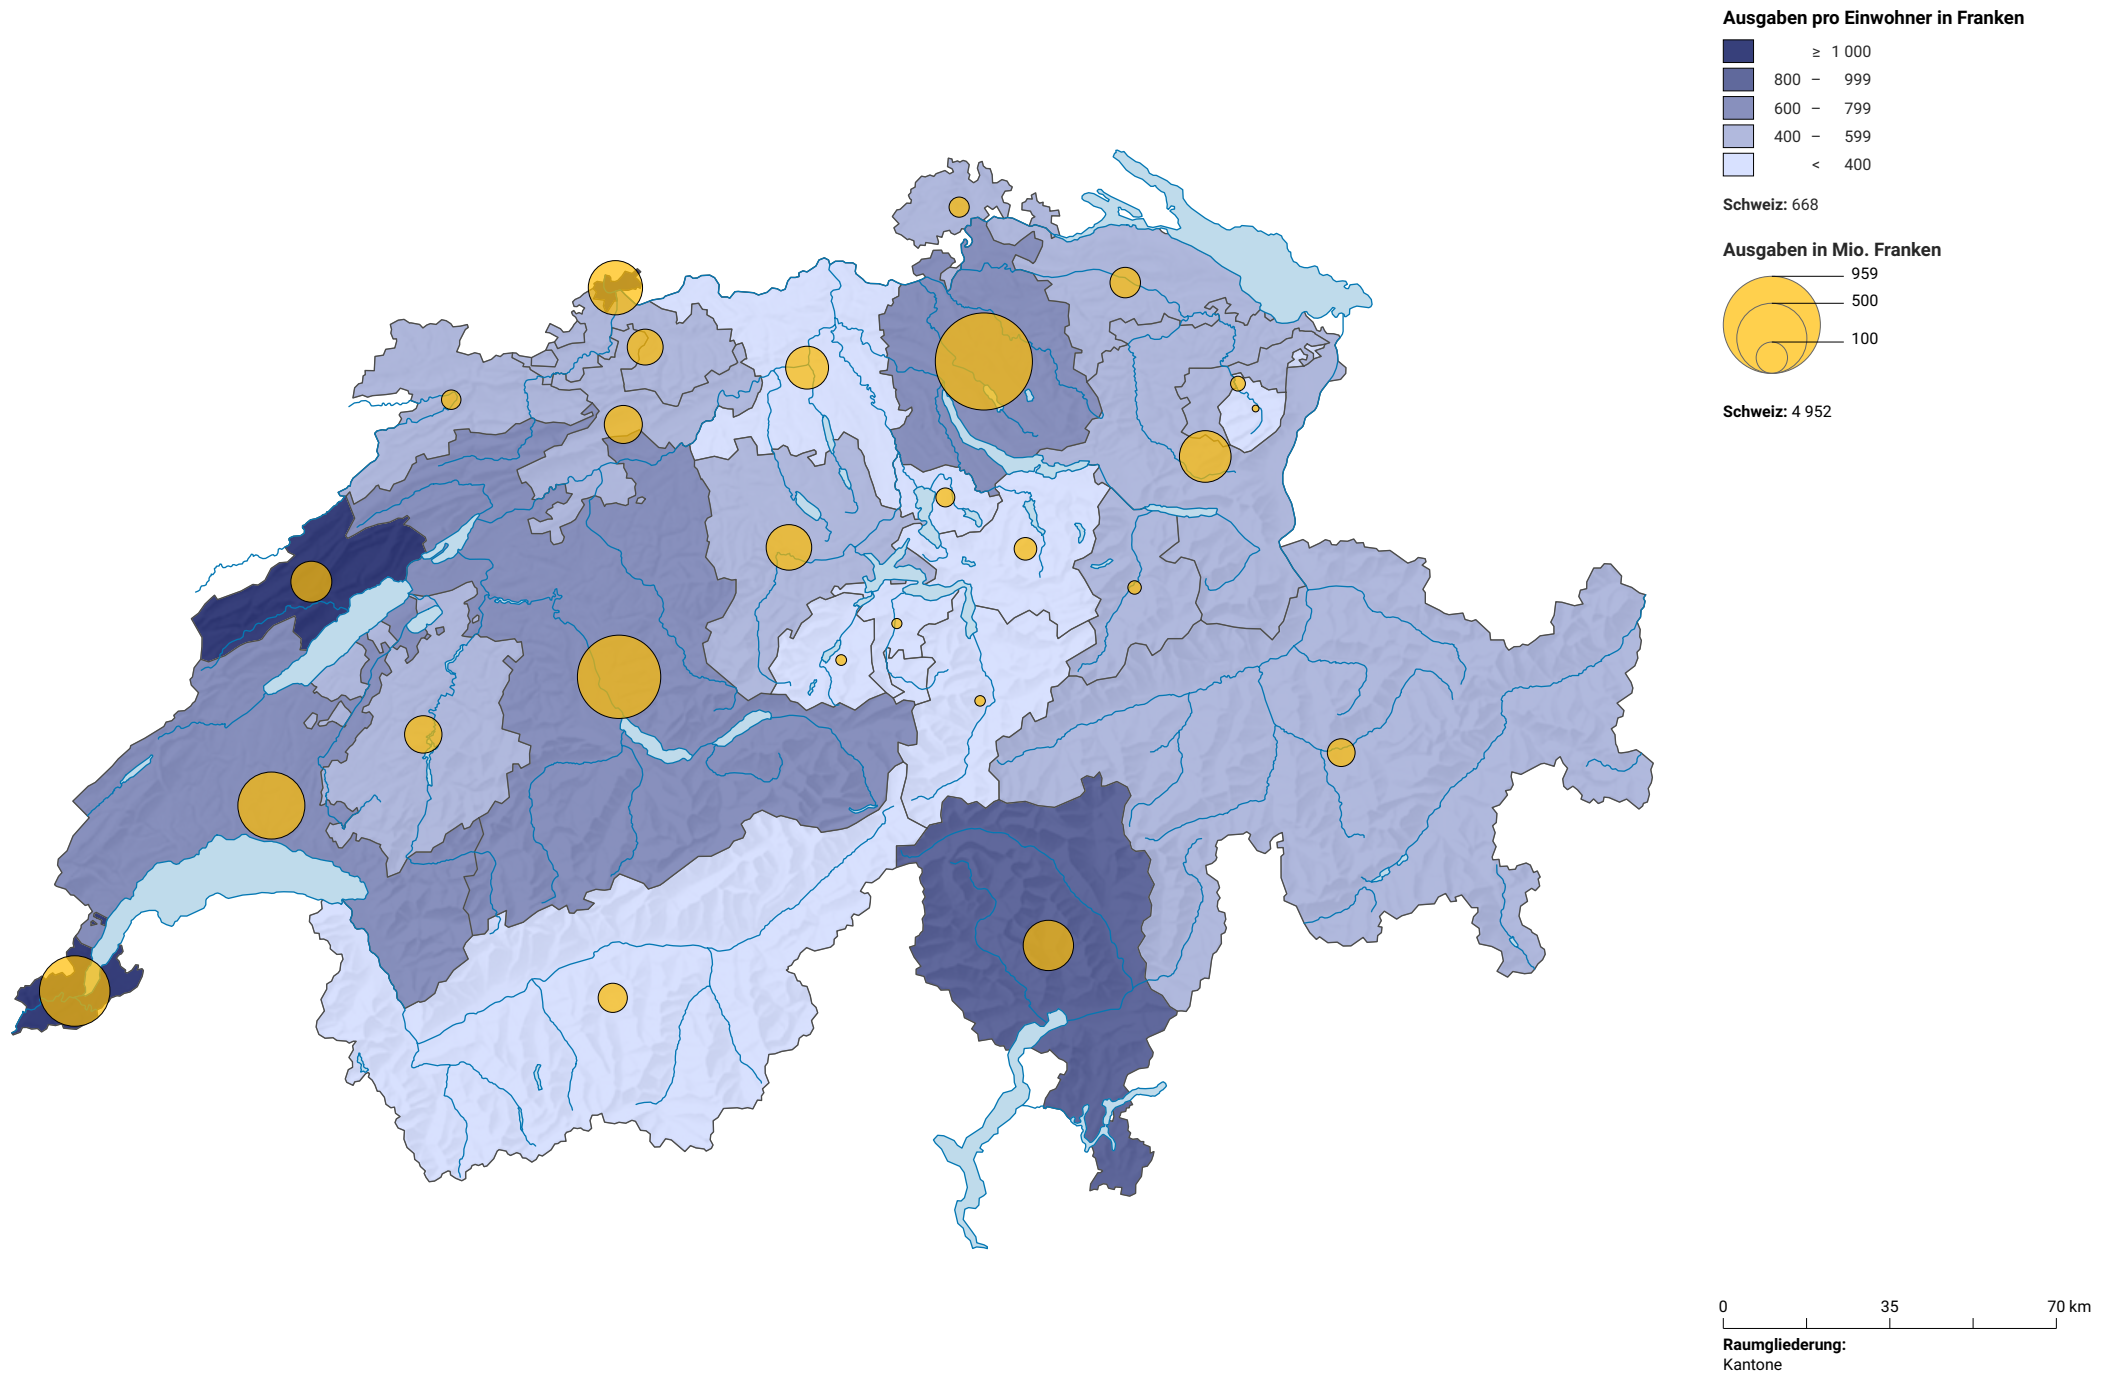 Ausgaben pro Einwohner in Franken
≥ 1 000
800 – 999
600 – 799
400 – 599
< 400
Schweiz: 668
Ausgaben in Mio. Franken
959
500
100
Schweiz: 4 952
0 35 70 km
Raumgliederung:
Kantone